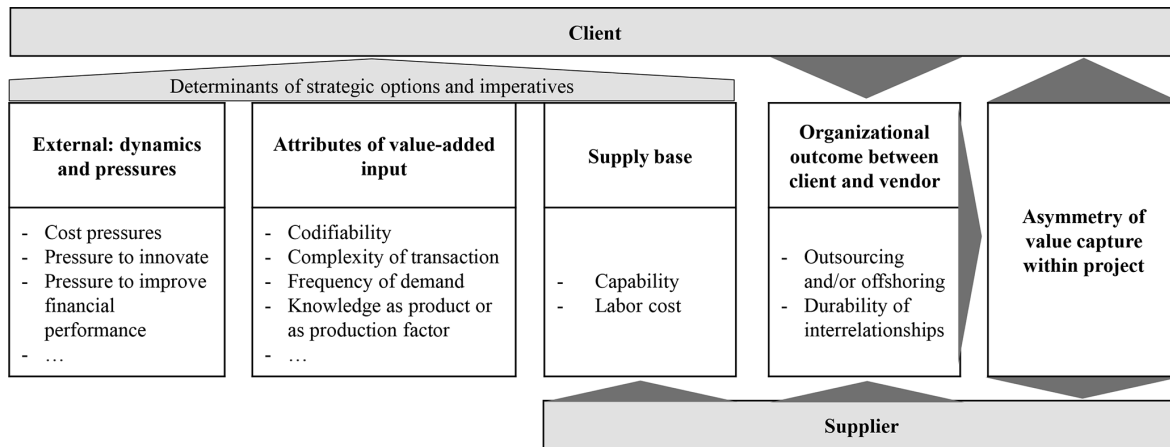 Client
Determinants of strategic options and imperatives
External: dynamics
and pressures
- Cost pressures
- Pressure to innovate
- Pressure to improve
financial
performance
- …
Attributes of value-added
input
- Codifiability
- Complexity of transaction
- Frequency of demand
- Knowledge as product or
as production factor
- …
Supply base
- Capability
- Labor cost
Organizational
outcome between
client and vendor
- Outsourcing
and/or offshoring
- Durability of
interrelationships
Asymmetry of
value capture
within project
Supplier